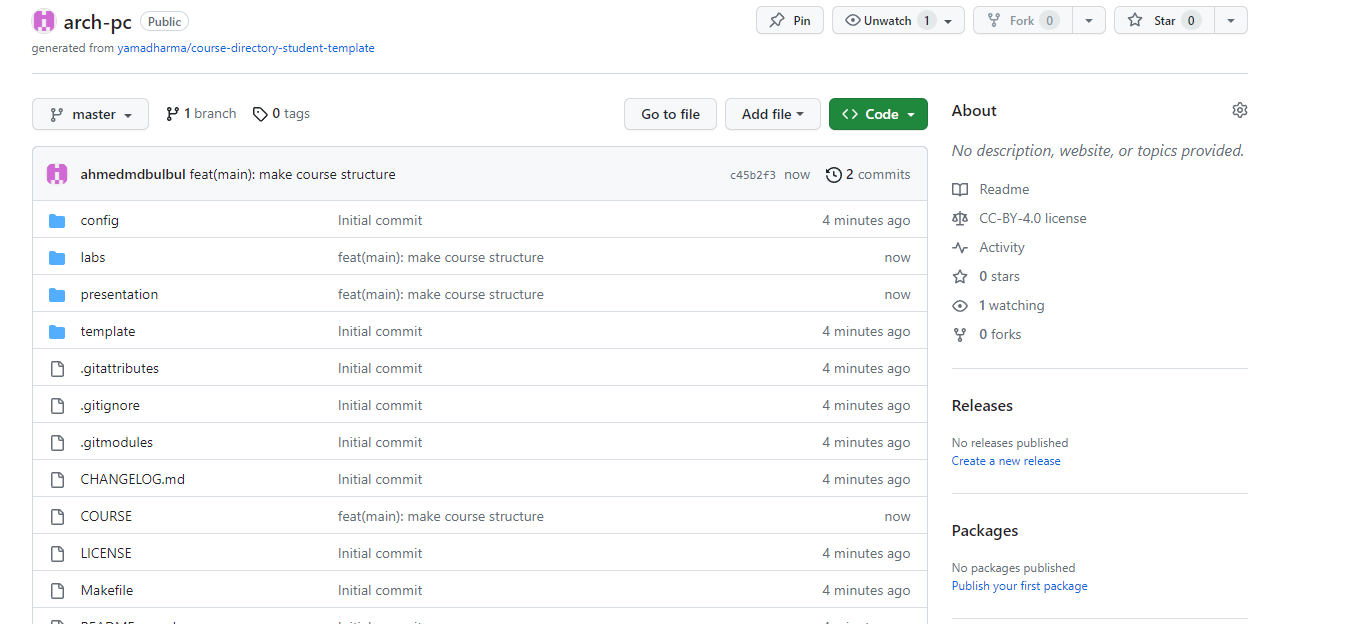 arch-pc Public
Pin Unwatch 1 Fork 0 Star 0
generated from yamadharma/course-directory-student-template
master 1 branch 0 tags
Go to file Add file <> Code
ahmedmdbulbul feat(main): make course structure c45b2f3 now 2 commits
config Initial commit 4 minutes ago
labs feat(main): make course structure now
presentation feat(main): make course structure now
template Initial commit 4 minutes ago
.gitattributes Initial commit 4 minutes ago
.gitignore Initial commit 4 minutes ago
.gitmodules Initial commit 4 minutes ago
CHANGELOG.md Initial commit 4 minutes ago
COURSE feat(main): make course structure now
LICENSE Initial commit 4 minutes ago
Makefile Initial commit 4 minutes ago
About
No description, website, or topics provided.
Readme
CC-BY-4.0 license
Activity
0 stars
1 watching
0 forks
Releases
No releases published
Create a new release
Packages
No packages published
Publish your first package